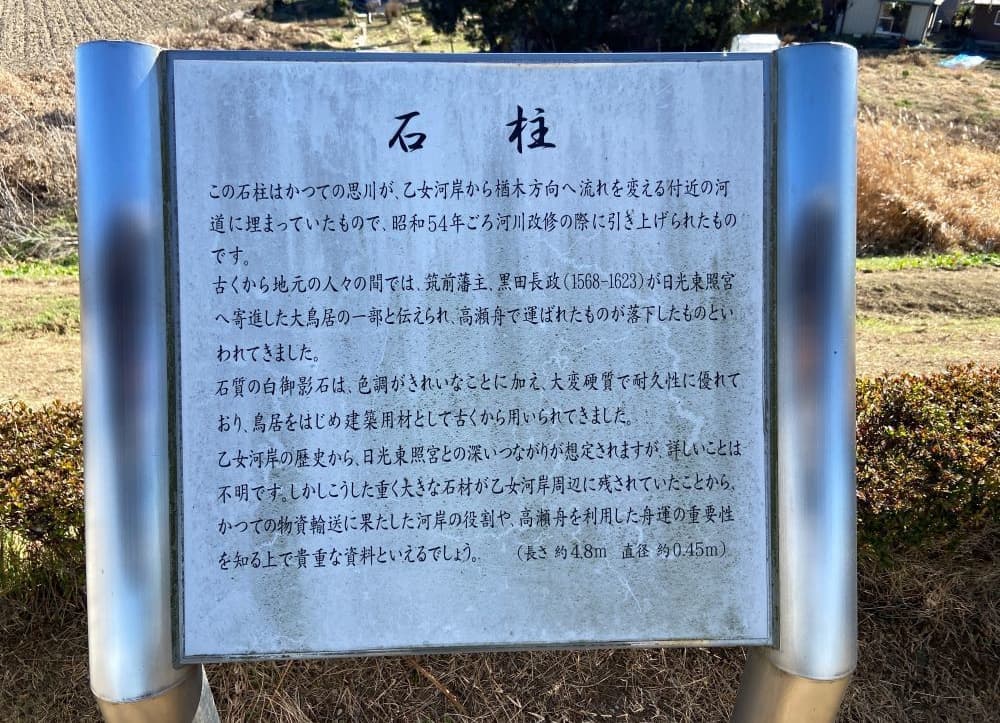 石柱
この石柱はかつての思川が、乙女河岸から楢木方向へ流れを変える付近の河
道に埋まっていたもので、昭和54年ごろ河川改修の際に引き上げられたもの
です。
古くから地元の人々の間では、筑前藩主、黒田長政(1568-1623)が日光東照宮
へ寄進した大鳥居の一部と伝えられ、高瀬舟で運ばれたものが落下したものとい
われてきました。
石質の白御影石は、色調がきれいなことに加え、大変硬質で耐久性に優れて
おり、鳥居をはじめ建築用材として古くから用いられてきました。
乙女河岸の歴史から、日光東照宮との深いつながりが想定されますが、詳しいことは
不明です。しかしこうした重く大きな石材が乙女河岸周辺に残されていたことから、
かつての物資輸送に果たした河岸の役割や、高瀬舟を利用した舟運の重要性
を知る上で貴重な資料といえるでしょう。 (長さ 約4.8m 直径 約0.45m)